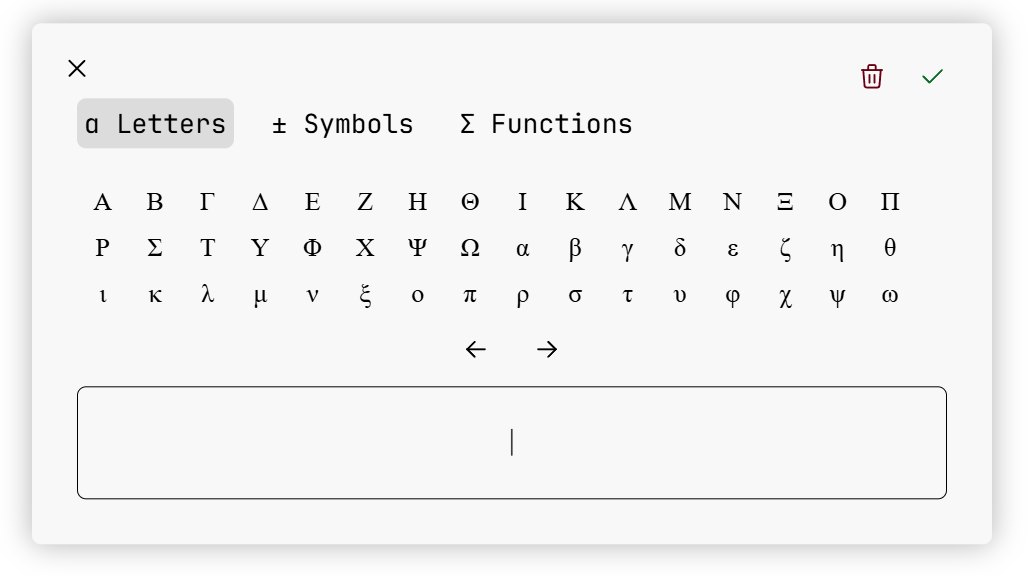 α Letters ± Symbols Σ Functions
Α Β Γ Δ Ε Ζ Η Θ Ι Κ Λ Μ Ν Ξ Ο Π
Ρ Σ Τ Υ Φ Χ Ψ Ω α β γ δ ε ζ η θ
ι κ λ μ ν ξ ο π ρ σ τ υ φ χ ψ ω